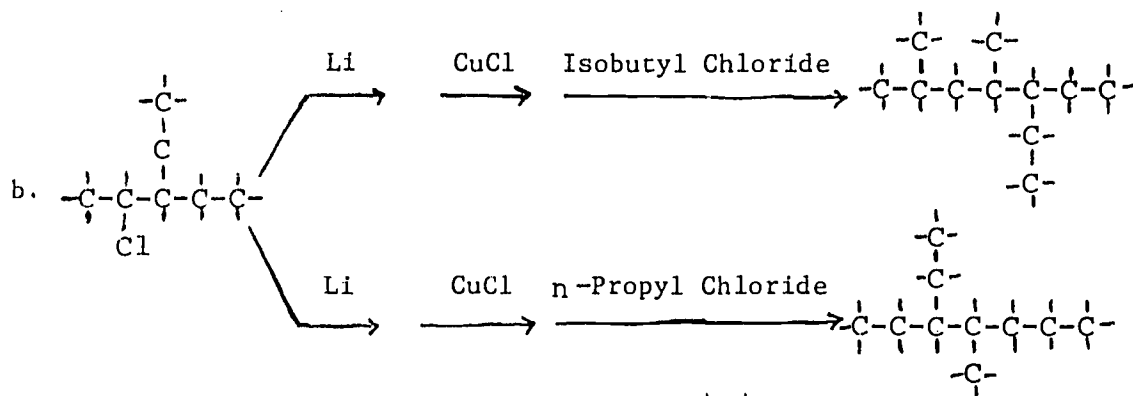 -C- -C-
Li CuCl Isobutyl Chloride
-C- -C-C-C-C-C-C-C-
C -C-
b. -C-C-C-C-C- -C-
Cl
-C-
Li CuCl n-Propyl Chloride -C-
-C-C-C-C-C-C-C-
-C-